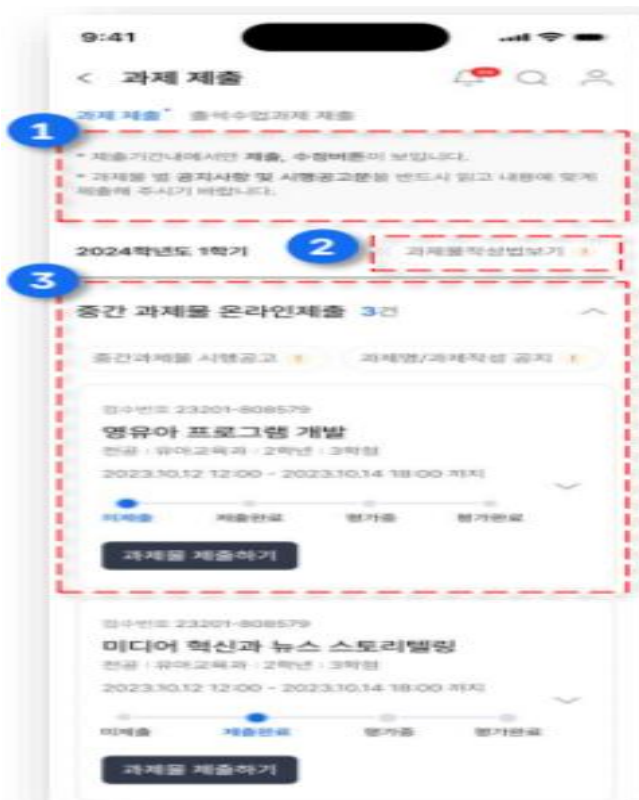 9:41
< 과제 제출
과제 제출 출석수업과제 제출
1
* 제출기간내에서만 제출, 수정버튼이 보입니다.
* 과제물 별 공지사항 및 시행공고문을 반드시 읽고 내용에 맞게
제출해 주시기 바랍니다.
2024학년도 1학기
2
과제물작성법보기
3
중간 과제물 온라인제출 3건
중간과제물 시행공고
과제명/과제작성 공지
접수번호 23201-808579
영유아 프로그램 개발
전공 유아교육과 2학년 3학점
2023.10.12 12:00 - 2023.10.14 18:00 까지
미제출 제출완료 평가중 평가완료
과제물 제출하기
접수번호 23201-808579
미디어 혁신과 뉴스 스토리텔링
전공 유아교육과 2학년 3학점
2023.10.12 12:00 - 2023.10.14 18:00 까지
미제출 제출완료 평가중 평가완료
과제물 제출하기